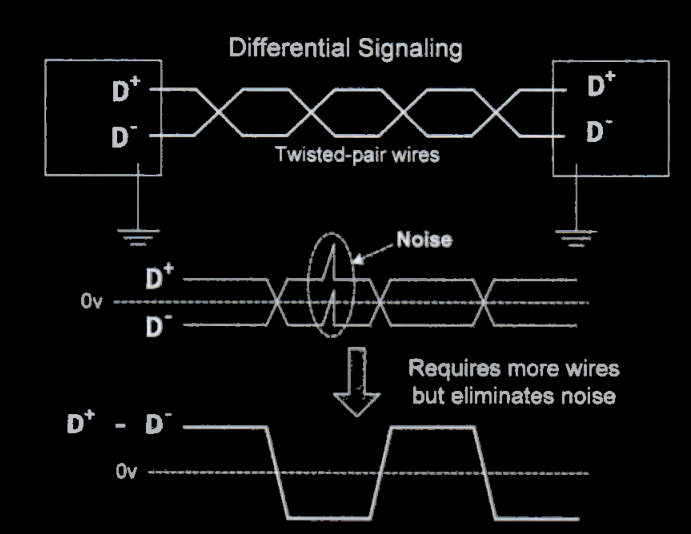 Differential Signaling
D+ D+
D- D-
Twisted-pair wires
Noise
D+
0v
D-
Requires more wires
but eliminates noise
D+ - D-
0v